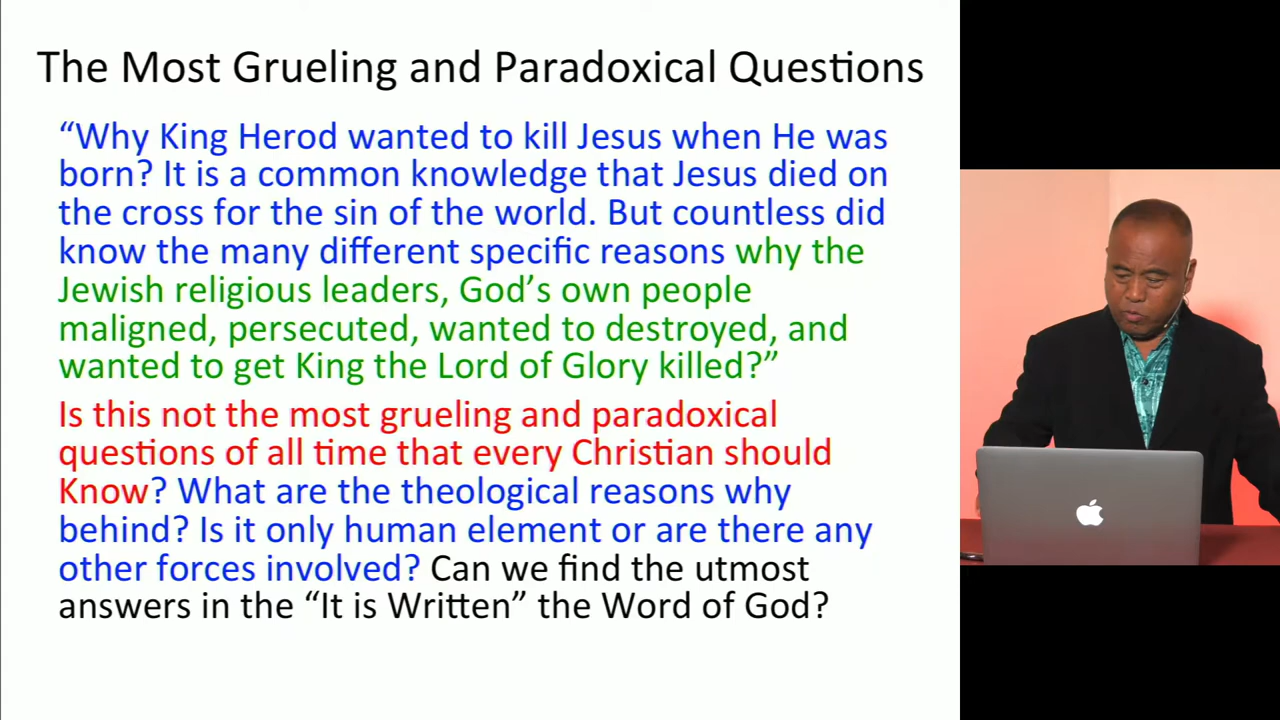 The Most Grueling and Paradoxical Questions
“Why King Herod wanted to kill Jesus when He was
born? It is a common knowledge that Jesus died on
the cross for the sin of the world. But countless did
know the many different specific reasons why the
Jewish religious leaders, God’s own people
maligned, persecuted, wanted to destroyed, and
wanted to get King the Lord of Glory killed?”
Is this not the most grueling and paradoxical
questions of all time that every Christian should
Know? What are the theological reasons why
behind? Is it only human element or are there any
other forces involved? Can we find the utmost
answers in the “It is Written” the Word of God?